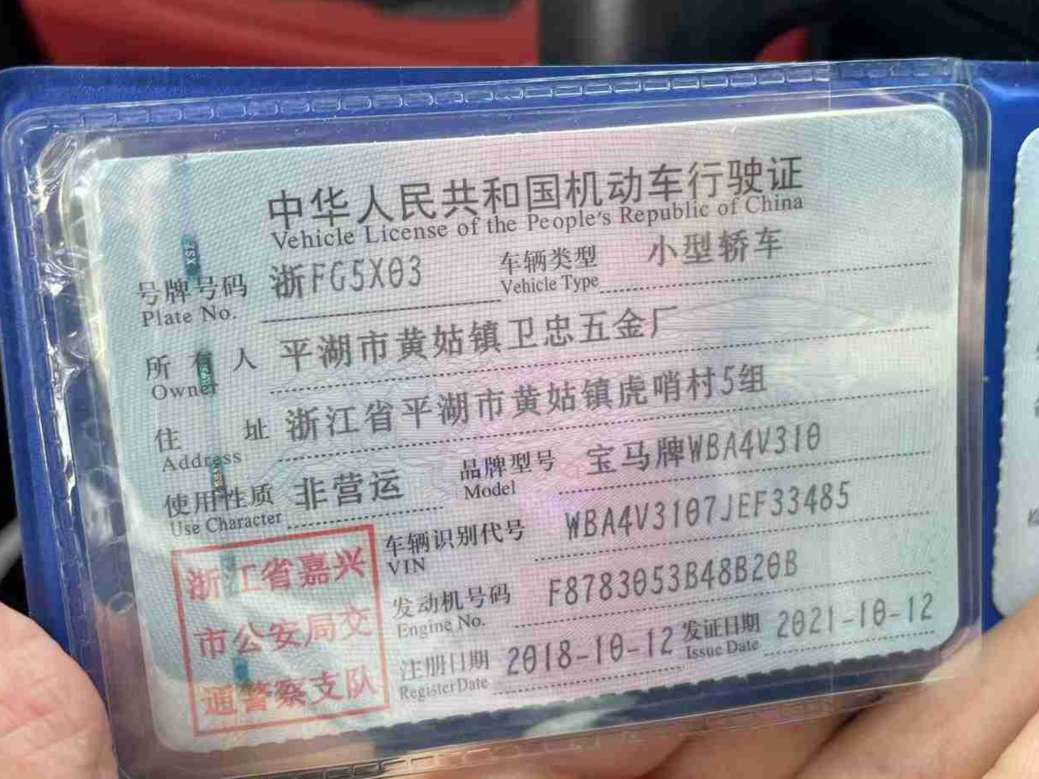 中华人民共和国机动车行驶证
Vehicle License of the People's Republic of China
号牌号码 浙FG5X03 车辆类型 小型轿车
Plate No. Vehicle Type
所有人 平湖市黄姑镇卫忠五金厂
Owner
住址 浙江省平湖市黄姑镇虎哨村5组
Address
使用性质 非营运 品牌型号 宝马牌WBA4V310
Use Character Model
车辆识别代号 WBA4V3107JEF33485
VIN
发动机号码 F8783053B48B20B
Engine No.
注册日期 2018-10-12 发证日期 2021-10-12
Register Date Issue Date
浙江省嘉兴
市公安局交
通警察支队